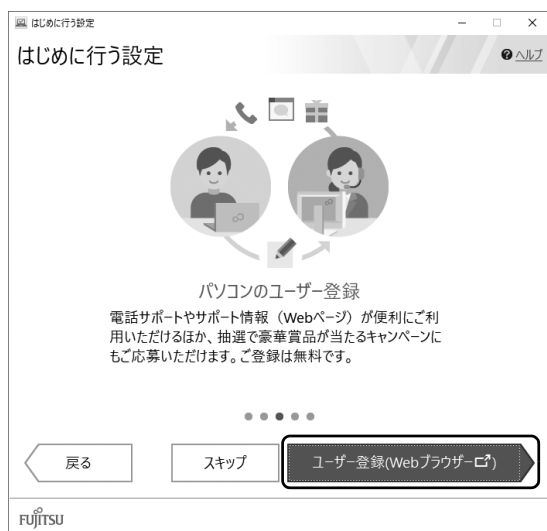 はじめに行う設定
はじめに行う設定
ヘルプ
パソコンのユーザー登録
電話サポートやサポート情報（Webページ）が便利にご利
用いただけるほか、抽選で豪華賞品が当たるキャンペーンに
もご応募いただけます。ご登録は無料です。
戻る
スキップ
ユーザー登録(Webブラウザー)
FUJITSU